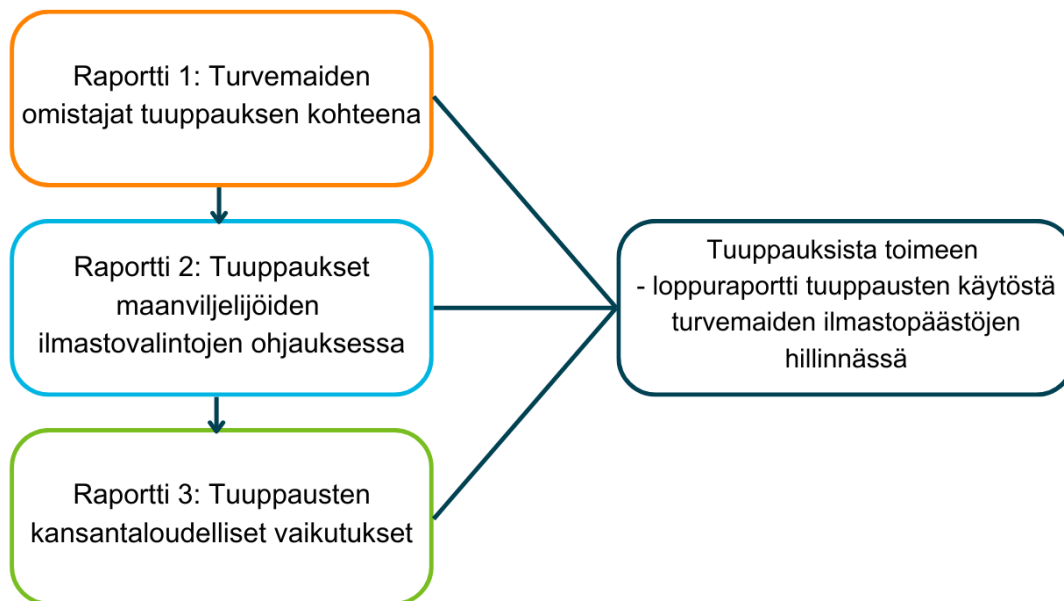 Raportti 1: Turvemaiden
omistajat tuuppauksen kohteena
Raportti 2: Tuuppaukset
maanviljelijöiden
ilmastovalintojen ohjauksessa
Raportti 3: Tuuppausten
kansantaloudelliset vaikutukset
Tuuppauksista toimeen
- loppuraportti tuuppausten käytöstä
turvemaiden ilmastopäästöjen
hillinnässä